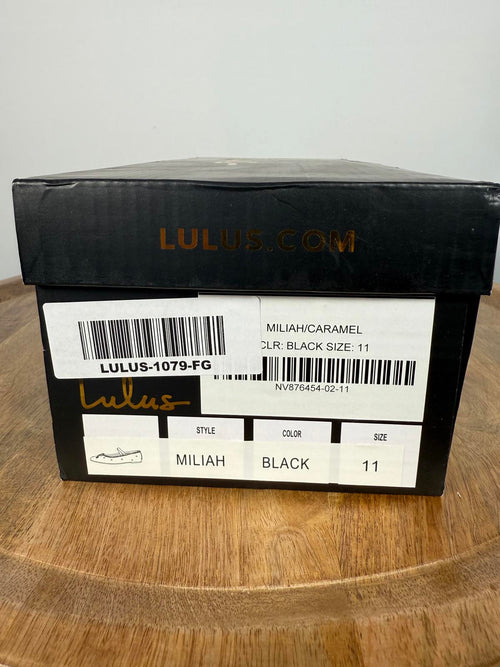 LULUS.COM
MILIAH/CARAMEL
CLR: BLACK SIZE: 11
LULUS-1079-FG
NV876454-02-11
Lulus
STYLE COLOR SIZE
MILIAH BLACK 11